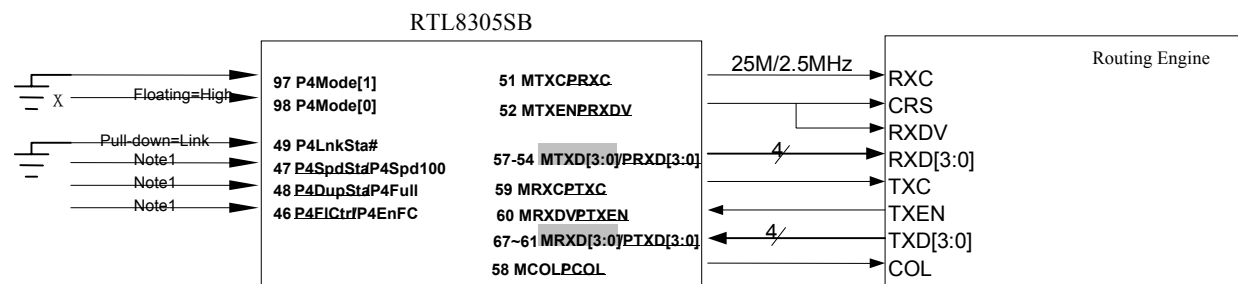 RTL8305SB
Routing Engine
25M/2.5MHz
X
Floating=High
Pull-down=Link
Note1
Note1
Note1
97 P4Mode[1]
98 P4Mode[0]
49 P4LnkSta#
47 P4SpdSta/P4Spd100
48 P4DupSta/P4Full
46 P4FlCtrl/P4EnFC
51 MTXC/PRXC
52 MTXEN/PRXDV
57-54 MTXD[3:0]/PRXD[3:0]
59 MRXC/PTXC
60 MRXDV/PTXEN
67~61 MRXD[3:0]/PTXD[3:0]
58 MCOL/PCOL
4
4
RXC
CRS
RXDV
RXD[3:0]
TXC
TXEN
TXD[3:0]
COL